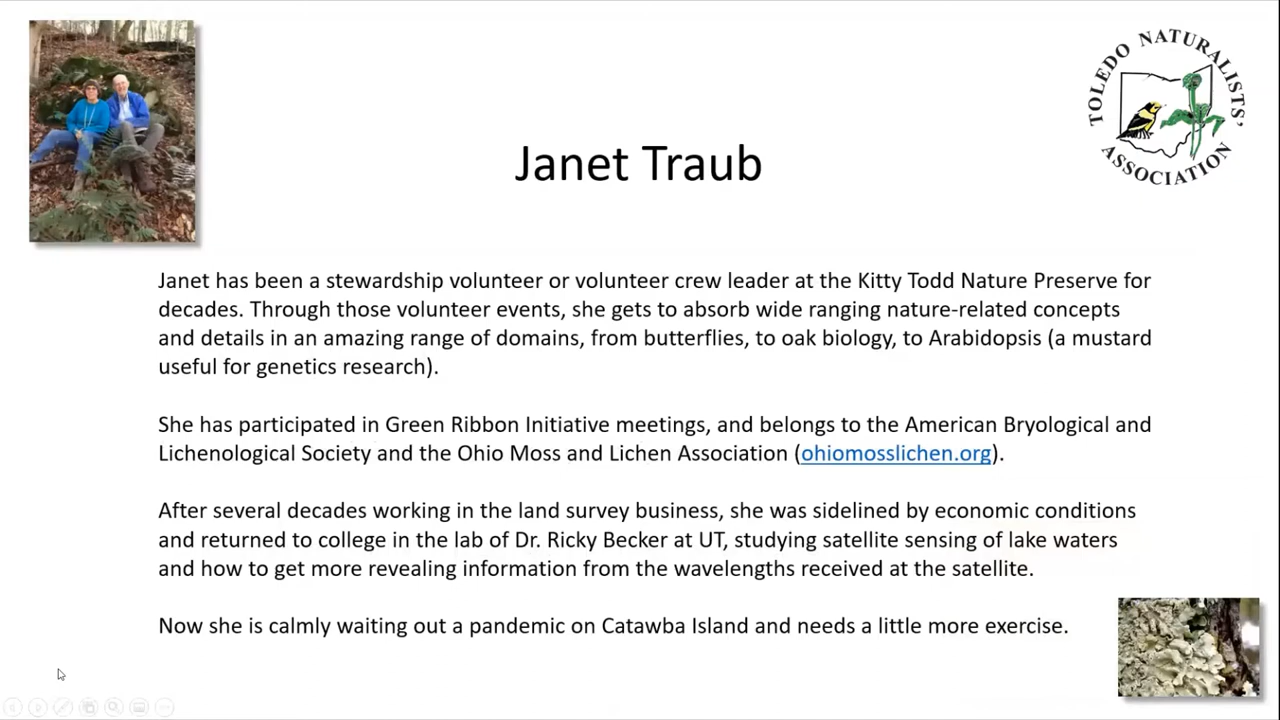 TOLEDO NATURALISTS'
ASSOCIATION
Janet Traub
Janet has been a stewardship volunteer or volunteer crew leader at the Kitty Todd Nature Preserve for
decades. Through those volunteer events, she gets to absorb wide ranging nature-related concepts
and details in an amazing range of domains, from butterflies, to oak biology, to Arabidopsis (a mustard
useful for genetics research).
She has participated in Green Ribbon Initiative meetings, and belongs to the American Bryological and
Lichenological Society and the Ohio Moss and Lichen Association (ohiomosslichen.org).
After several decades working in the land survey business, she was sidelined by economic conditions
and returned to college in the lab of Dr. Ricky Becker at UT, studying satellite sensing of lake waters
and how to get more revealing information from the wavelengths received at the satellite.
Now she is calmly waiting out a pandemic on Catawba Island and needs a little more exercise.